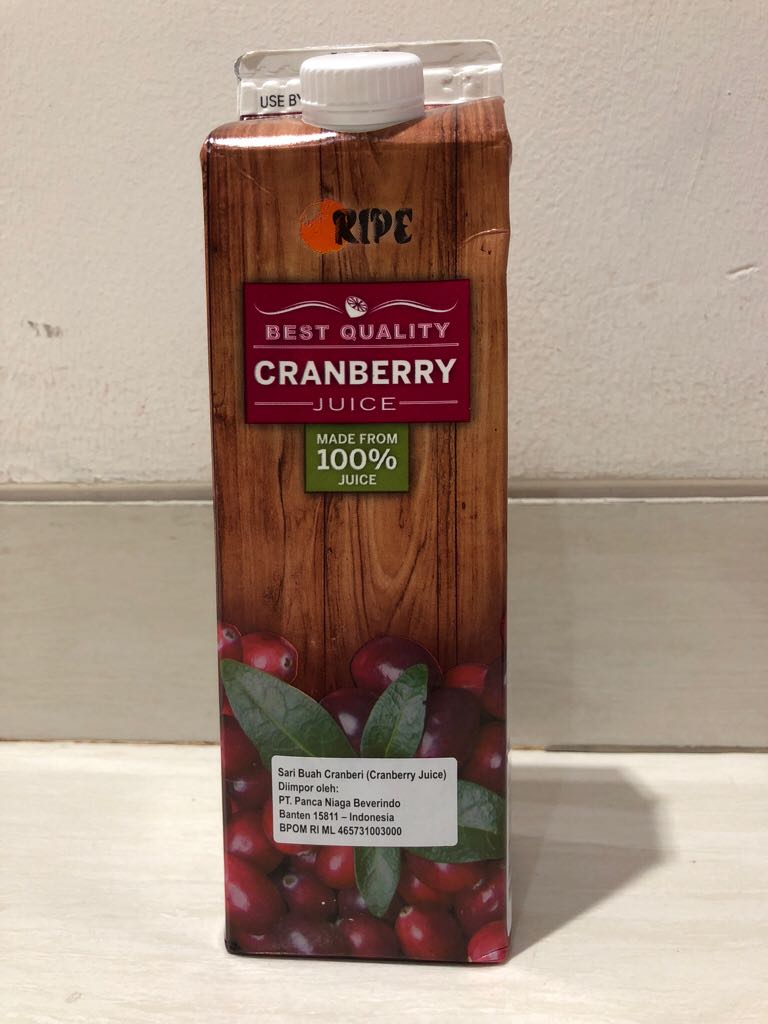 USE BY
RIPE
BEST QUALITY
CRANBERRY
JUICE
MADE FROM
100%
JUICE
Sari Buah Cranberi (Cranberry Juice)
Diimpor oleh:
PT. Panca Niaga Beverindo
Banten 15811 – Indonesia
BPOM RI ML 465731003000